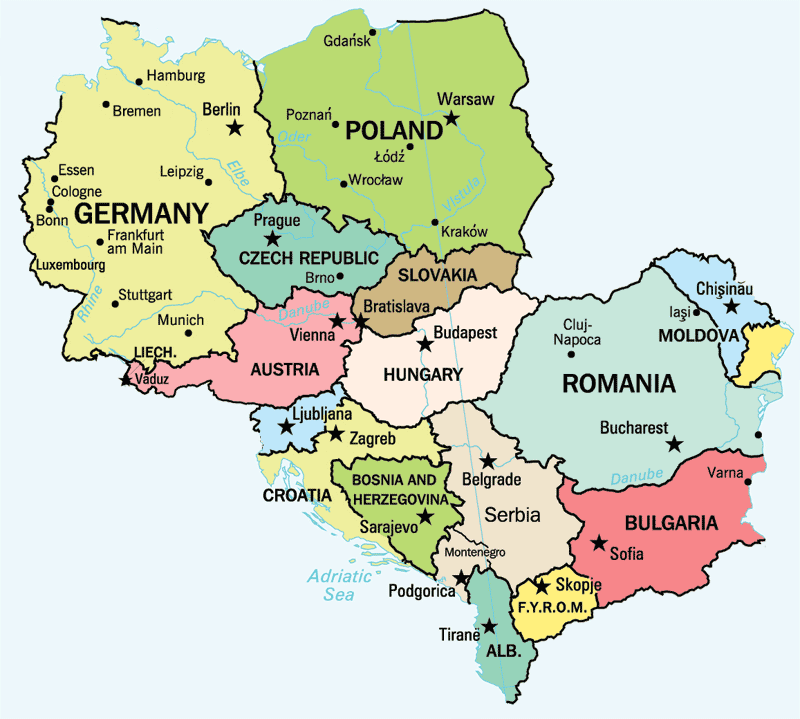 Gdańsk
Hamburg
Bremen
Berlin
Warsaw
Poznań
POLAND
Oder
Łódź
Essen
Leipzig
Elbe
Wrocław
Vistula
Cologne
Bonn
GERMANY
Prague
Kraków
Frankfurt
am Main
CZECH REPUBLIC
Luxembourg
Brno
SLOVAKIA
Rhine
Stuttgart
Danube
Bratislava
Chişinău
Iaşi
Munich
Vienna
Budapest
Cluj-
Napoca
MOLDOVA
LIECH.
Vaduz
AUSTRIA
HUNGARY
ROMANIA
Ljubljana
Zagreb
Bucharest
BOSNIA AND
HERZEGOVINA
Belgrade
Danube
Varna
CROATIA
Sarajevo
Serbia
BULGARIA
Montenegro
Sofia
Adriatic
Sea
Podgorica
Skopje
F.Y.R.O.M.
Tiranë
ALB.